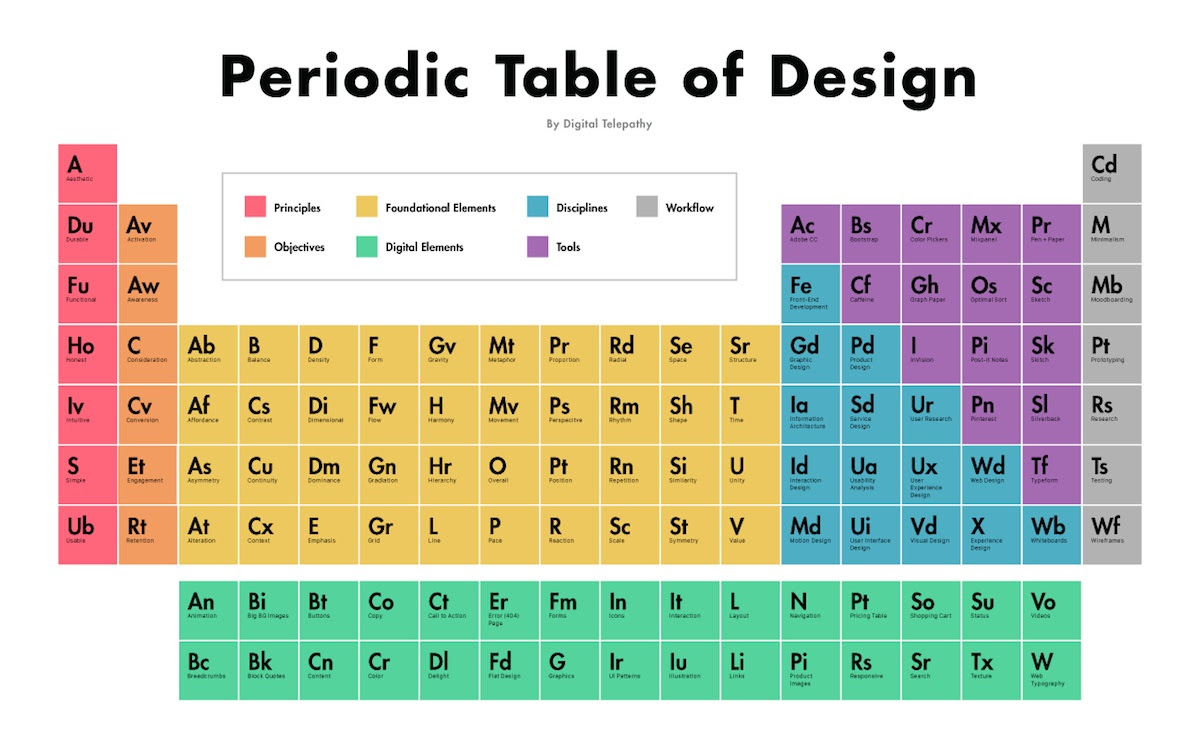 Periodic Table of Design
By Digital Telepathy
A
Aesthetic
Cd
Coding
Principles
Foundational Elements
Disciplines
Workflow
Objectives
Digital Elements
Tools
Du
Durable
Av
Activation
Ac
Adobe CC
Bs
Bootstrap
Cr
Color Pickers
Mx
Mixpanel
Pr
Pen + Paper
M
Minimalism
Fu
Functional
Aw
Awareness
Fe
Front-End
Development
Cf
Caffeine
Gh
Graph Paper
Os
Optimal Sort
Sc
Sketch
Mb
Moodboarding
Ho
Honest
C
Consideration
Ab
Abstraction
B
Balance
D
Density
F
Form
Gv
Gravity
Mt
Metaphor
Pr
Proportion
Rd
Radial
Se
Space
Sr
Structure
Gd
Graphic
Design
Pd
Product
Design
I
InVision
Pi
Post-it Notes
Sk
Skitch
Pt
Prototyping
Iv
Intuitive
Cv
Conversion
Af
Affordance
Cs
Contrast
Di
Dimensional
Fw
Flow
H
Harmony
Mv
Movement
Ps
Perspecitve
Rm
Rhythm
Sh
Shape
T
Time
Ia
Information
Architecture
Sd
Service
Design
Ur
User Research
Pn
Pinterest
Sl
Silverback
Rs
Research
S
Simple
Et
Engagement
As
Asymmetry
Cu
Continuity
Dm
Dominance
Gn
Gradiation
Hr
Hierarchy
O
Overall
Pt
Position
Rn
Repetition
Si
Similarity
U
Unity
Id
Interaction
Design
Ua
Usability
Analysis
Ux
User
Experience
Design
Wd
Web Design
Tf
Typeform
Ts
Testing
Ub
Usable
Rt
Retention
At
Alteration
Cx
Context
E
Emphasis
Gr
Grid
L
Line
P
Pace
R
Reaction
Sc
Scale
St
Symmetry
V
Value
Md
Motion Design
Ui
User Interface
Design
Vd
Visual Design
X
Experience
Design
Wb
Whiteboards
Wf
Wireframes
An
Animation
Bi
Big BG Images
Bt
Buttons
Co
Copy
Ct
Call to Action
Er
Error (404)
Page
Fm
Forms
In
Icons
It
Interaction
L
Layout
N
Navigation
Pt
Pricing Table
So
Shopping Cart
Su
Status
Vo
Videos
Bc
Breadcrumbs
Bk
Block Quotes
Cn
Content
Cr
Color
Dl
Delight
Fd
Flat Design
G
Graphics
Ir
UI Patterns
Iu
Illustration
Li
Links
Pi
Product
Images
Rs
Responsive
Sr
Search
Tx
Texture
W
Web
Typography